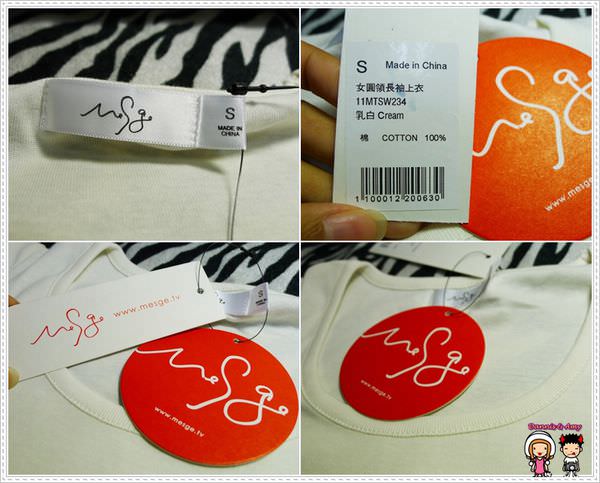 meSge
S
MADE IN
CHINA
S Made in China
女圓領長袖上衣
11MTSW234
乳白 Cream
棉 COTTON 100%
1 100012 200630
meSge
www.mesge.tv
meSge
www.mesge.tv
S
meSge
www.mesge.tv
meSge
www.mesge.tv
Dannis & Amy